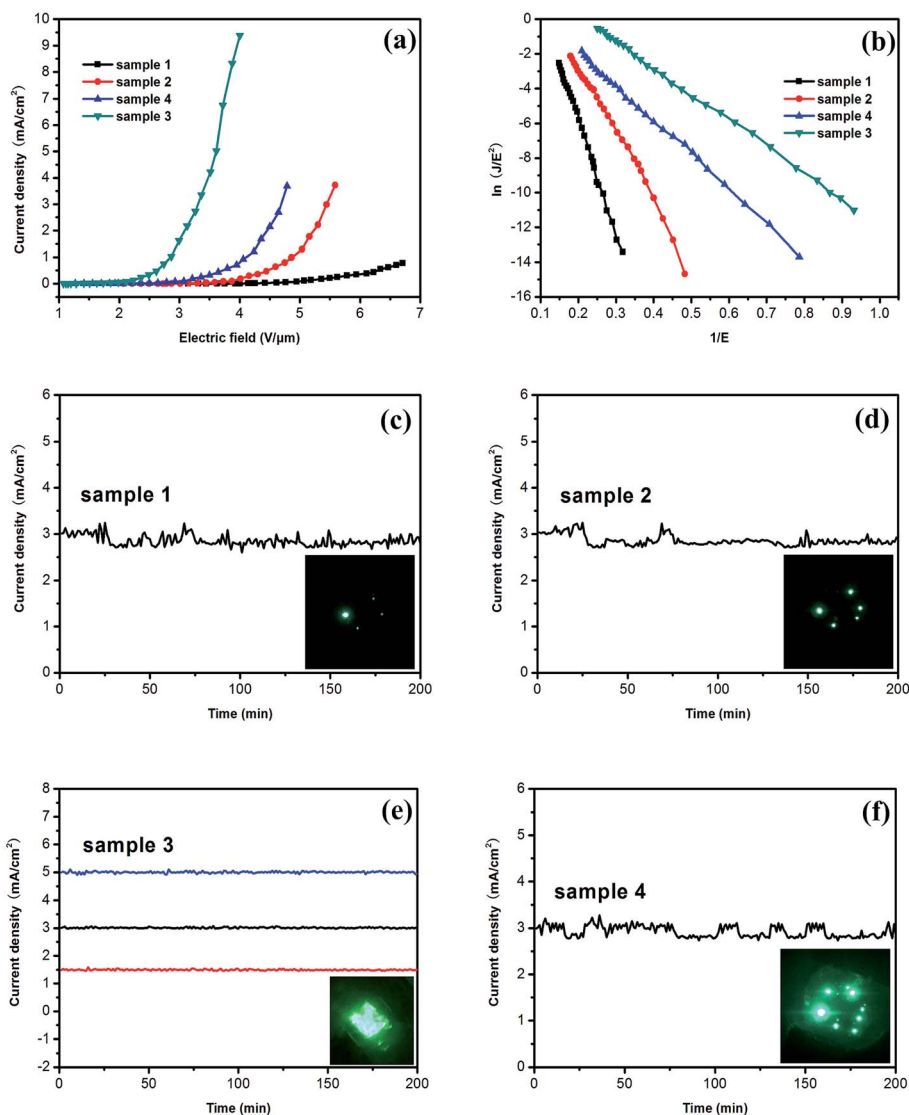 (a)
sample 1
sample 2
sample 4
sample 3
Current density (mA/cm²)
10
9
8
7
6
5
4
3
2
1
0
1 2 3 4 5 6 7
Electric field (V/μm)
(b)
sample 1
sample 2
sample 4
sample 3
ln (J/E²)
0
-2
-4
-6
-8
-10
-12
-14
-16
0.1 0.2 0.3 0.4 0.5 0.6 0.7 0.8 0.9 1.0
1/E
(c)
sample 1
Current density (mA/cm²)
6
5
4
3
2
1
0
0 50 100 150 200
Time (min)
(d)
sample 2
Current density (mA/cm²)
6
5
4
3
2
1
0
0 50 100 150 200
Time (min)
(e)
sample 3
Current density (mA/cm²)
8
7
6
5
4
3
2
1
0
-1
-2
0 50 100 150 200
Time (min)
(f)
sample 4
Current density (mA/cm²)
6
5
4
3
2
1
0
0 50 100 150 200
Time (min)